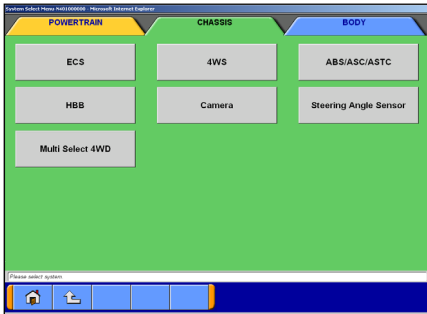 System Select Menu N401000000 - Microsoft Internet Explorer
POWERTRAIN CHASSIS BODY
ECS 4WS ABS/ASC/ASTC
HBB Camera Steering Angle Sensor
Multi Select 4WD
Please select system